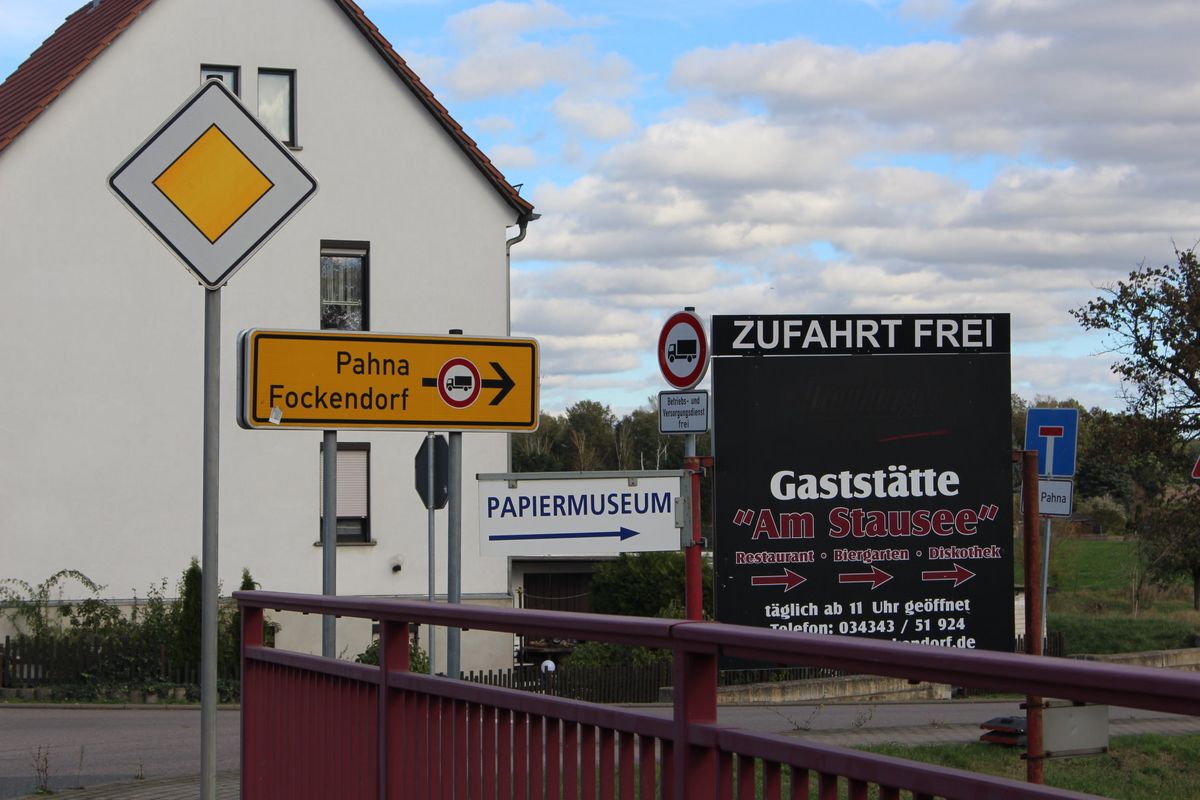 Pahna
Fockendorf
Betriebs- und
Versorgungsdienst
frei
PAPIERMUSEUM
ZUFAHRT FREI
Gaststätte
"Am Stausee"
Restaurant · Biergarten · Diskothek
täglich ab 11 Uhr geöffnet
Telefon: 034343 / 51 924
Pahna